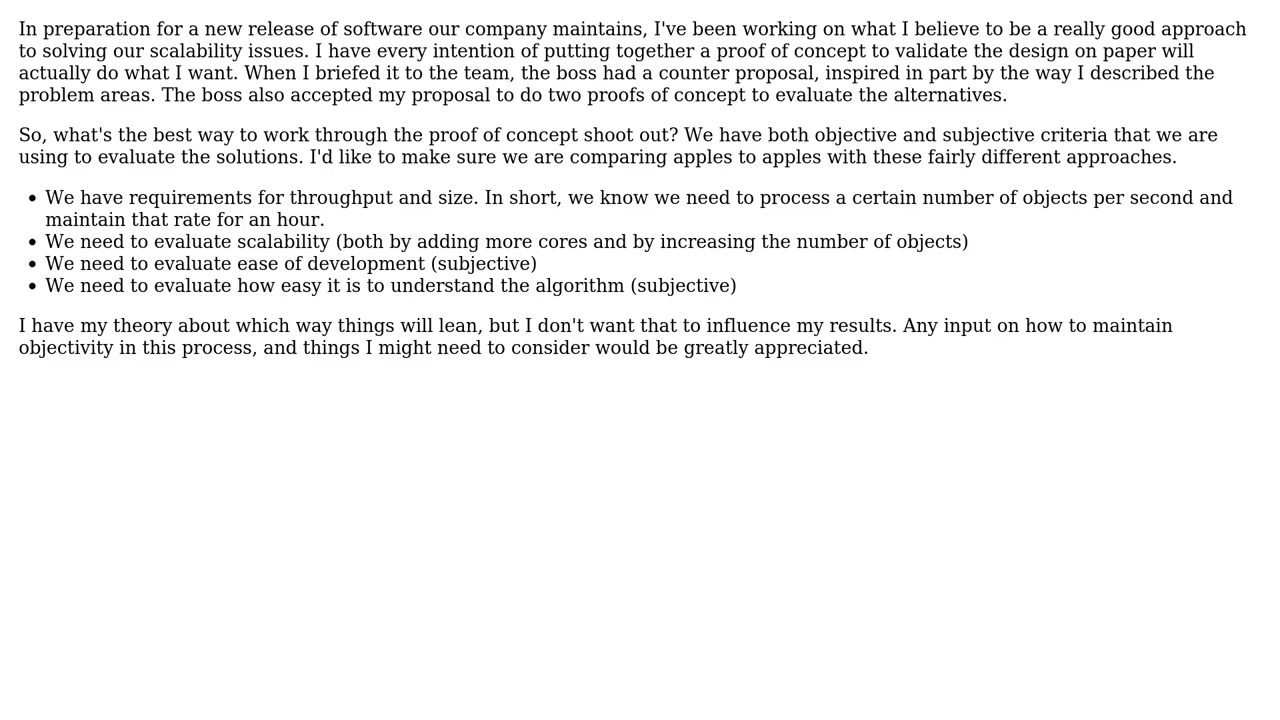 In preparation for a new release of software our company maintains, I've been working on what I believe to be a really good approach
to solving our scalability issues. I have every intention of putting together a proof of concept to validate the design on paper will
actually do what I want. When I briefed it to the team, the boss had a counter proposal, inspired in part by the way I described the
problem areas. The boss also accepted my proposal to do two proofs of concept to evaluate the alternatives.
So, what's the best way to work through the proof of concept shoot out? We have both objective and subjective criteria that we are
using to evaluate the solutions. I'd like to make sure we are comparing apples to apples with these fairly different approaches.
• We have requirements for throughput and size. In short, we know we need to process a certain number of objects per second and
maintain that rate for an hour.
• We need to evaluate scalability (both by adding more cores and by increasing the number of objects)
• We need to evaluate ease of development (subjective)
• We need to evaluate how easy it is to understand the algorithm (subjective)
I have my theory about which way things will lean, but I don't want that to influence my results. Any input on how to maintain
objectivity in this process, and things I might need to consider would be greatly appreciated.